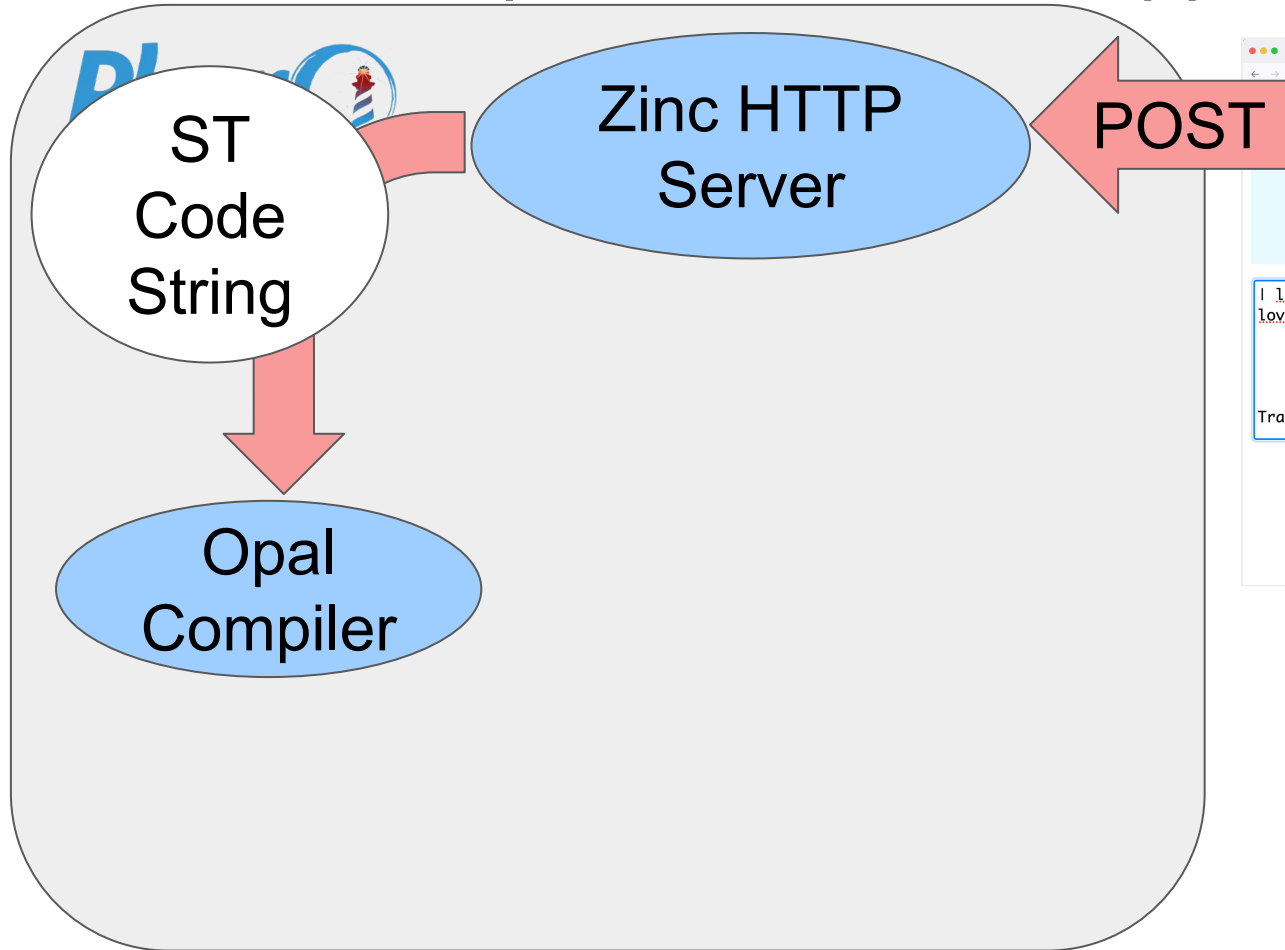 Zinc HTTP
Server
POST
ST
Code
String
Opal
Compiler